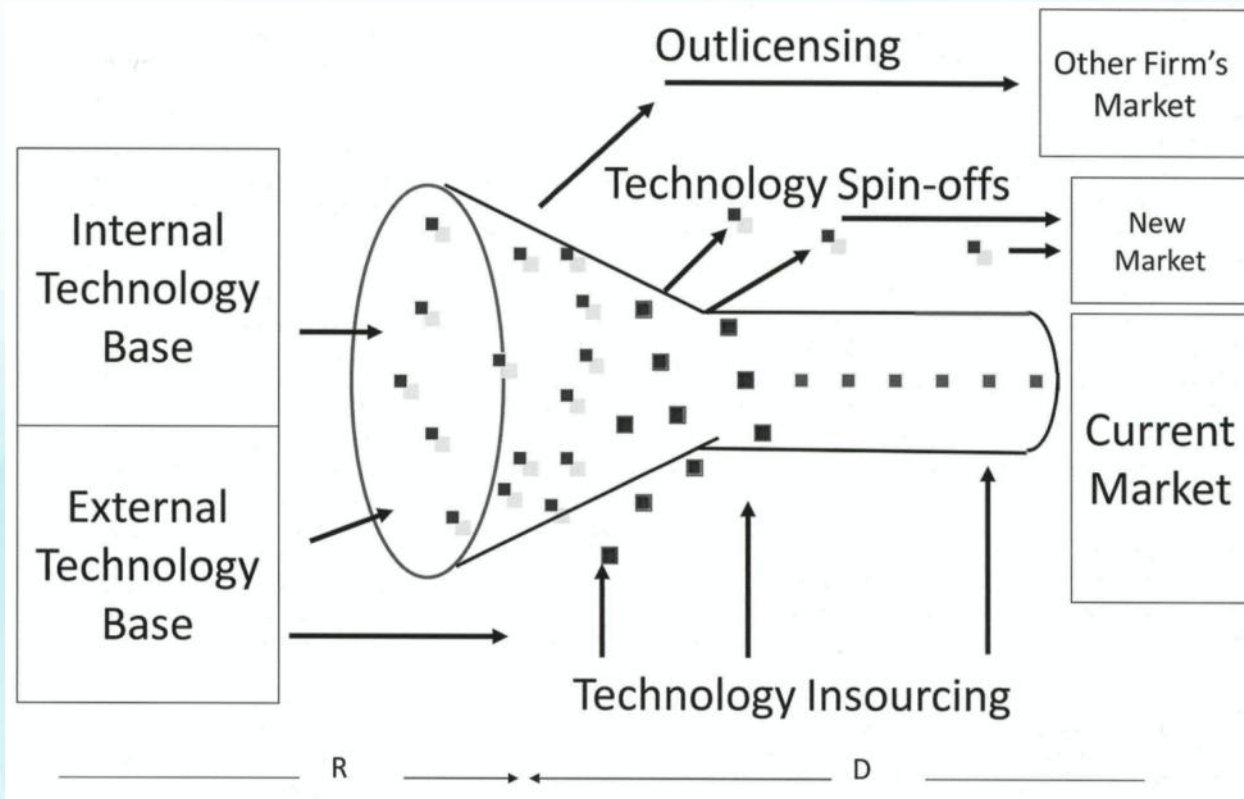 Outlicensing
Other Firm's
Market
Technology Spin-offs
New
Market
Internal
Technology
Base
External
Technology
Base
Current
Market
Technology Insourcing
R
D